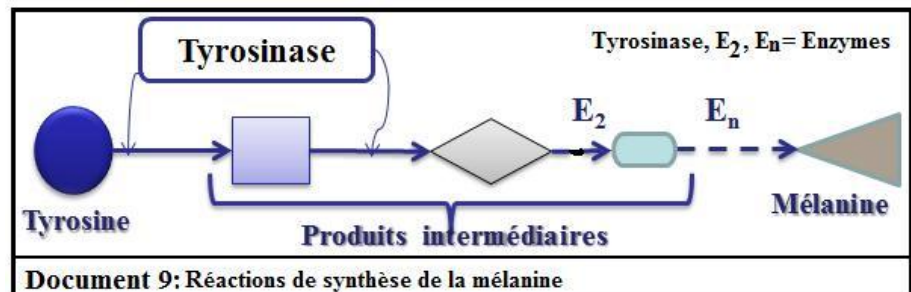 Tyrosinase
Tyrosinase, E2, En= Enzymes
E2
En
Tyrosine
Produits intermédiaires
Mélanine
Document 9: Réactions de synthèse de la mélanine